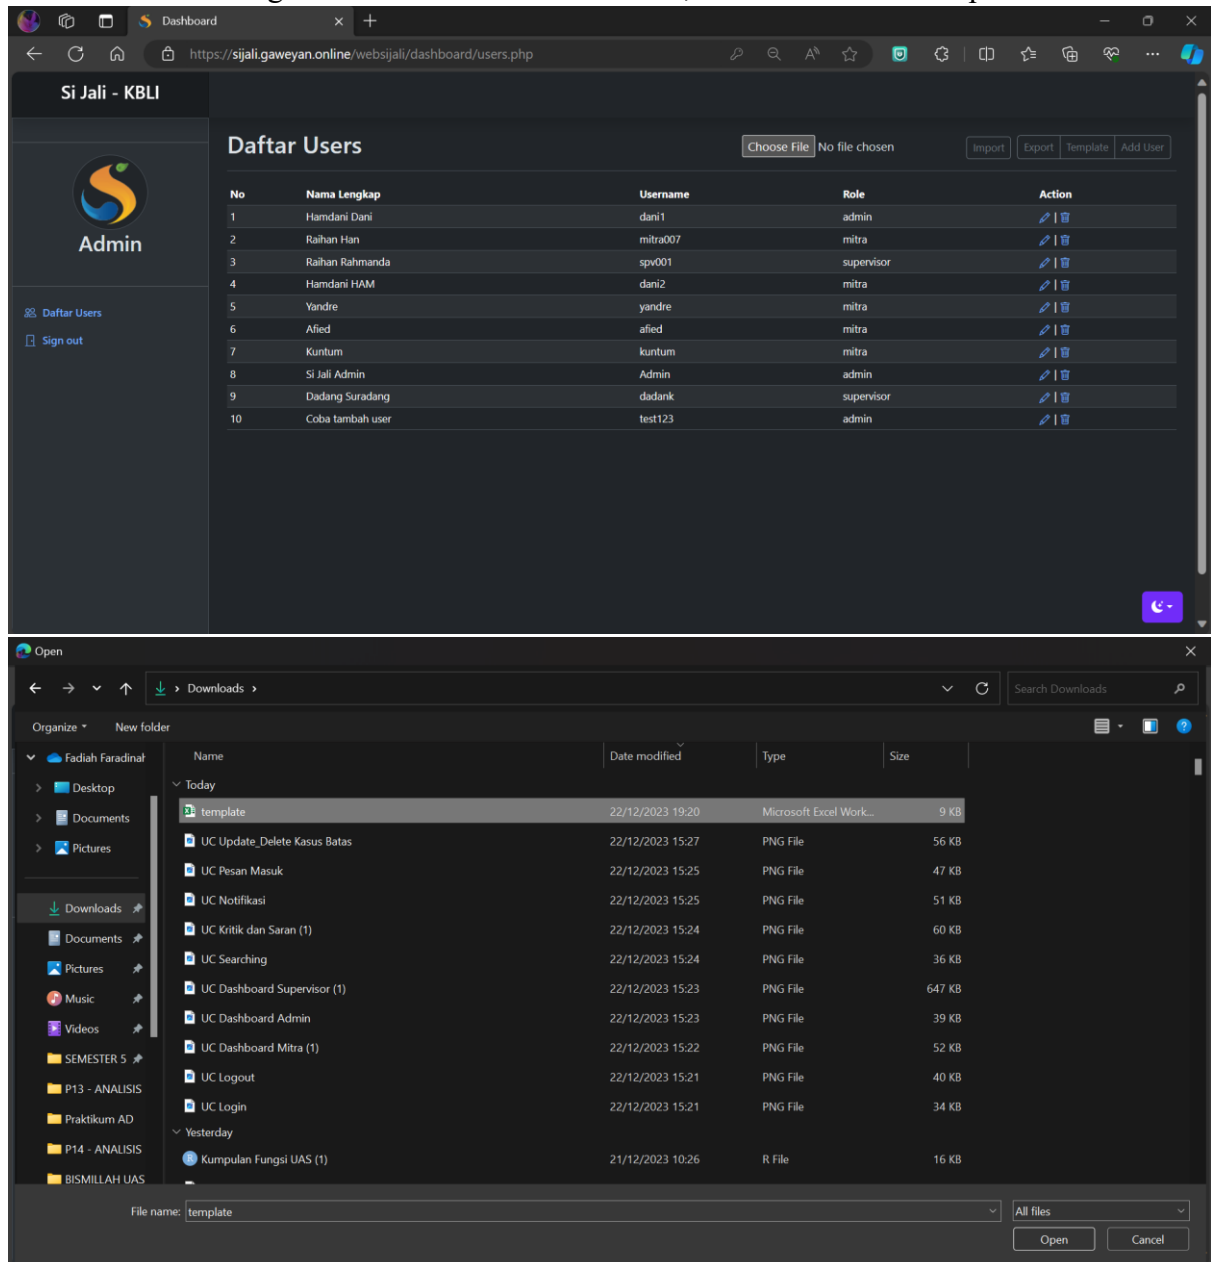 Dashboard
https://sijali.gaweyan.online/websijali/dashboard/users.php
Si Jali - KBLI
Admin
Daftar Users
Sign out
Daftar Users
Choose File No file chosen Import Export Template Add User
No Nama Lengkap Username Role Action
1 Hamdani Dani dani1 admin |
2 Raihan Han mitra007 mitra |
3 Raihan Rahmanda spv001 supervisor |
4 Hamdani HAM dani2 mitra |
5 Yandre yandre mitra |
6 Afied afied mitra |
7 Kuntum kuntum mitra |
8 Si Jali Admin Admin admin |
9 Dadang Suradang dadank supervisor |
10 Coba tambah user test123 admin |
Open
Downloads
Search Downloads
Organize New folder
Fadiah Faradinah
Desktop
Documents
Pictures
Downloads
Documents
Pictures
Music
Videos
SEMESTER 5
P13 - ANALISIS
Praktikum AD
P14 - ANALISIS
BISMILLAH UAS
Name Date modified Type Size
Today
template 22/12/2023 19:20 Microsoft Excel Work... 9 KB
UC Update_Delete Kasus Batas 22/12/2023 15:27 PNG File 56 KB
UC Pesan Masuk 22/12/2023 15:25 PNG File 47 KB
UC Notifikasi 22/12/2023 15:25 PNG File 51 KB
UC Kritik dan Saran (1) 22/12/2023 15:24 PNG File 60 KB
UC Searching 22/12/2023 15:24 PNG File 36 KB
UC Dashboard Supervisor (1) 22/12/2023 15:23 PNG File 647 KB
UC Dashboard Admin 22/12/2023 15:23 PNG File 39 KB
UC Dashboard Mitra (1) 22/12/2023 15:22 PNG File 52 KB
UC Logout 22/12/2023 15:21 PNG File 40 KB
UC Login 22/12/2023 15:21 PNG File 34 KB
Yesterday
Kumpulan Fungsi UAS (1) 21/12/2023 10:26 R File 16 KB
File name: template All files
Open Cancel